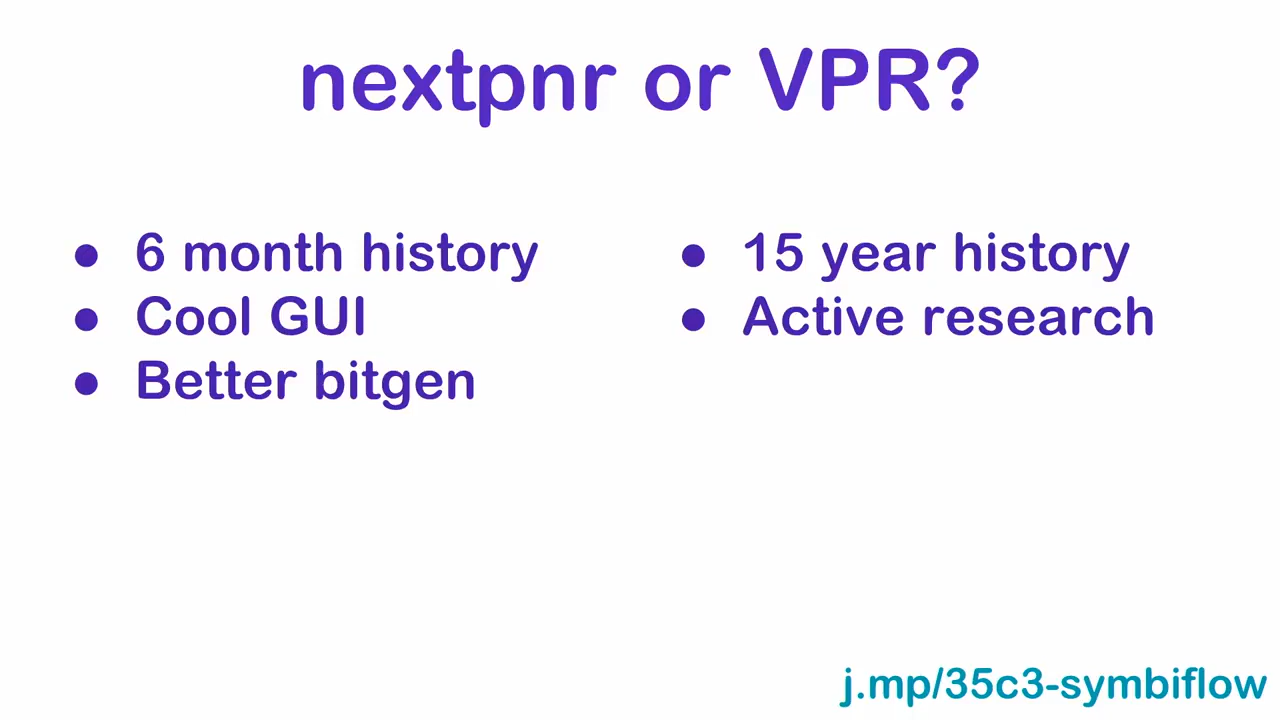 nextpnr or VPR?
● 6 month history
● Cool GUI
● Better bitgen
● 15 year history
● Active research
j.mp/35c3-symbiflow